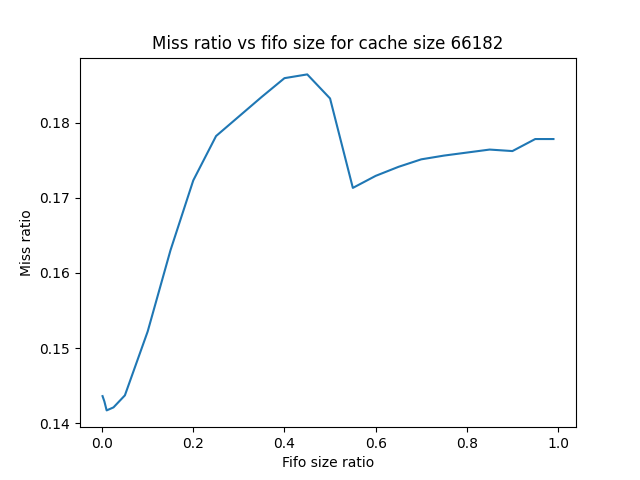 Miss ratio vs fifo size for cache size 66182
0.18
0.17
0.16
0.15
0.14
Miss ratio
0.0 0.2 0.4 0.6 0.8 1.0
Fifo size ratio